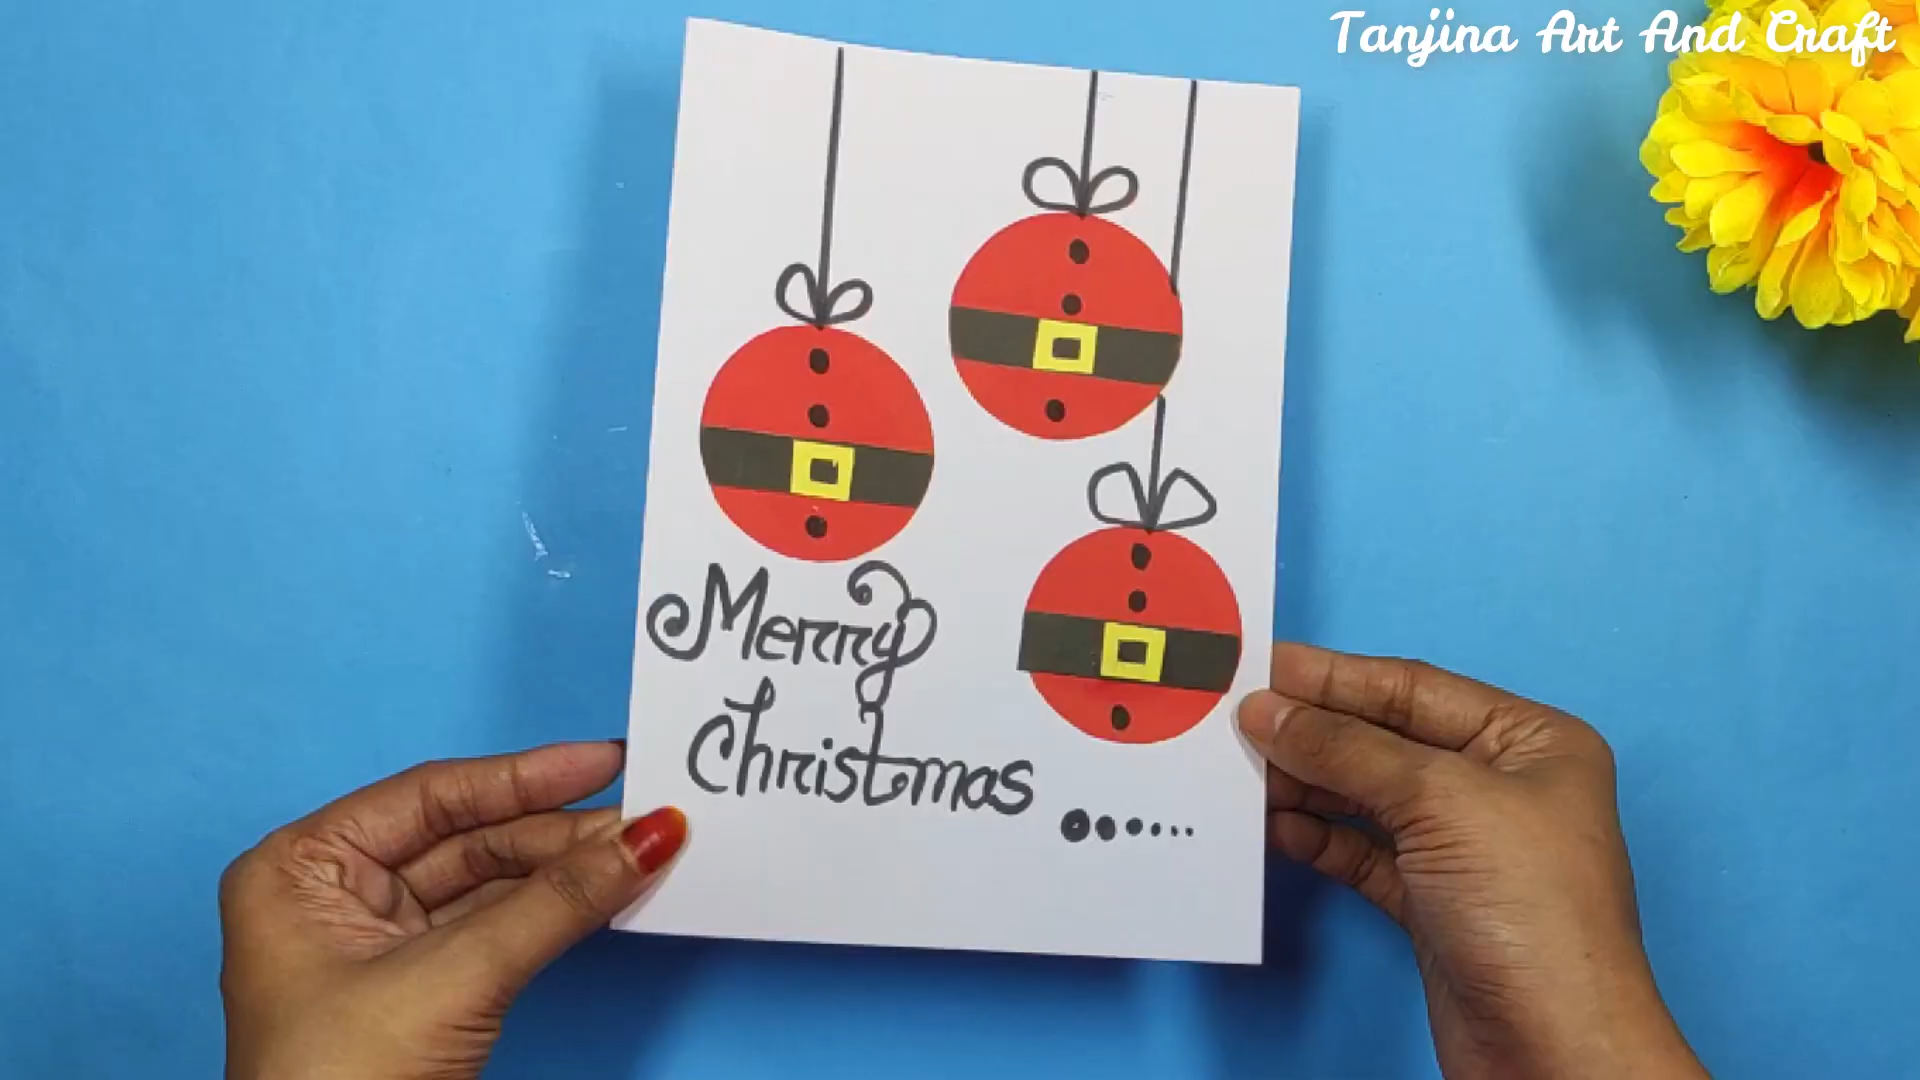 Tanjina Art And Craft
Merry
Christmas ......